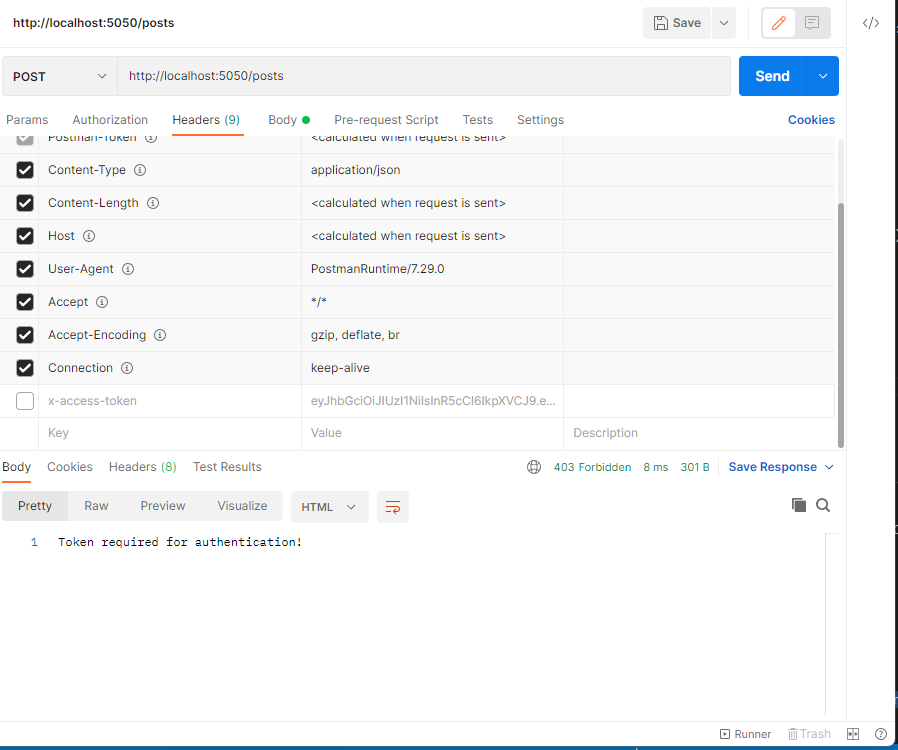 http://localhost:5050/posts
Save
POST http://localhost:5050/posts Send
Params Authorization Headers (9) Body Pre-request Script Tests Settings Cookies
Postman-Token <calculated when request is sent>
Content-Type application/json
Content-Length <calculated when request is sent>
Host <calculated when request is sent>
User-Agent PostmanRuntime/7.29.0
Accept */*
Accept-Encoding gzip, deflate, br
Connection keep-alive
x-access-token eyJhbGciOiJIUzI1NiIsInR5cCI6IkpXVCJ9.e...
Key Value Description
Body Cookies Headers (8) Test Results 403 Forbidden 8 ms 301 B Save Response
Pretty Raw Preview Visualize HTML
1 Token required for authentication!
Runner Trash